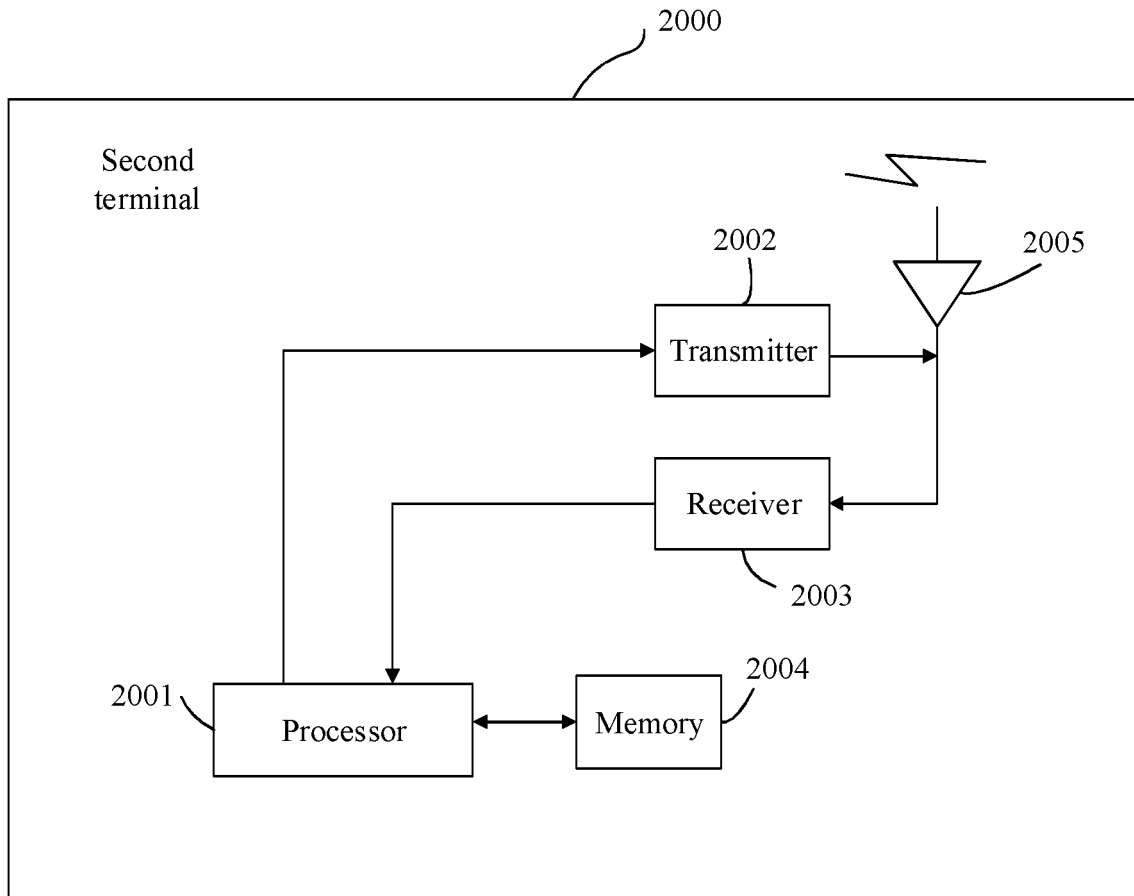 2000
Second
terminal
2002
2005
Transmitter
Receiver
2003
2001
2004
Processor
Memory